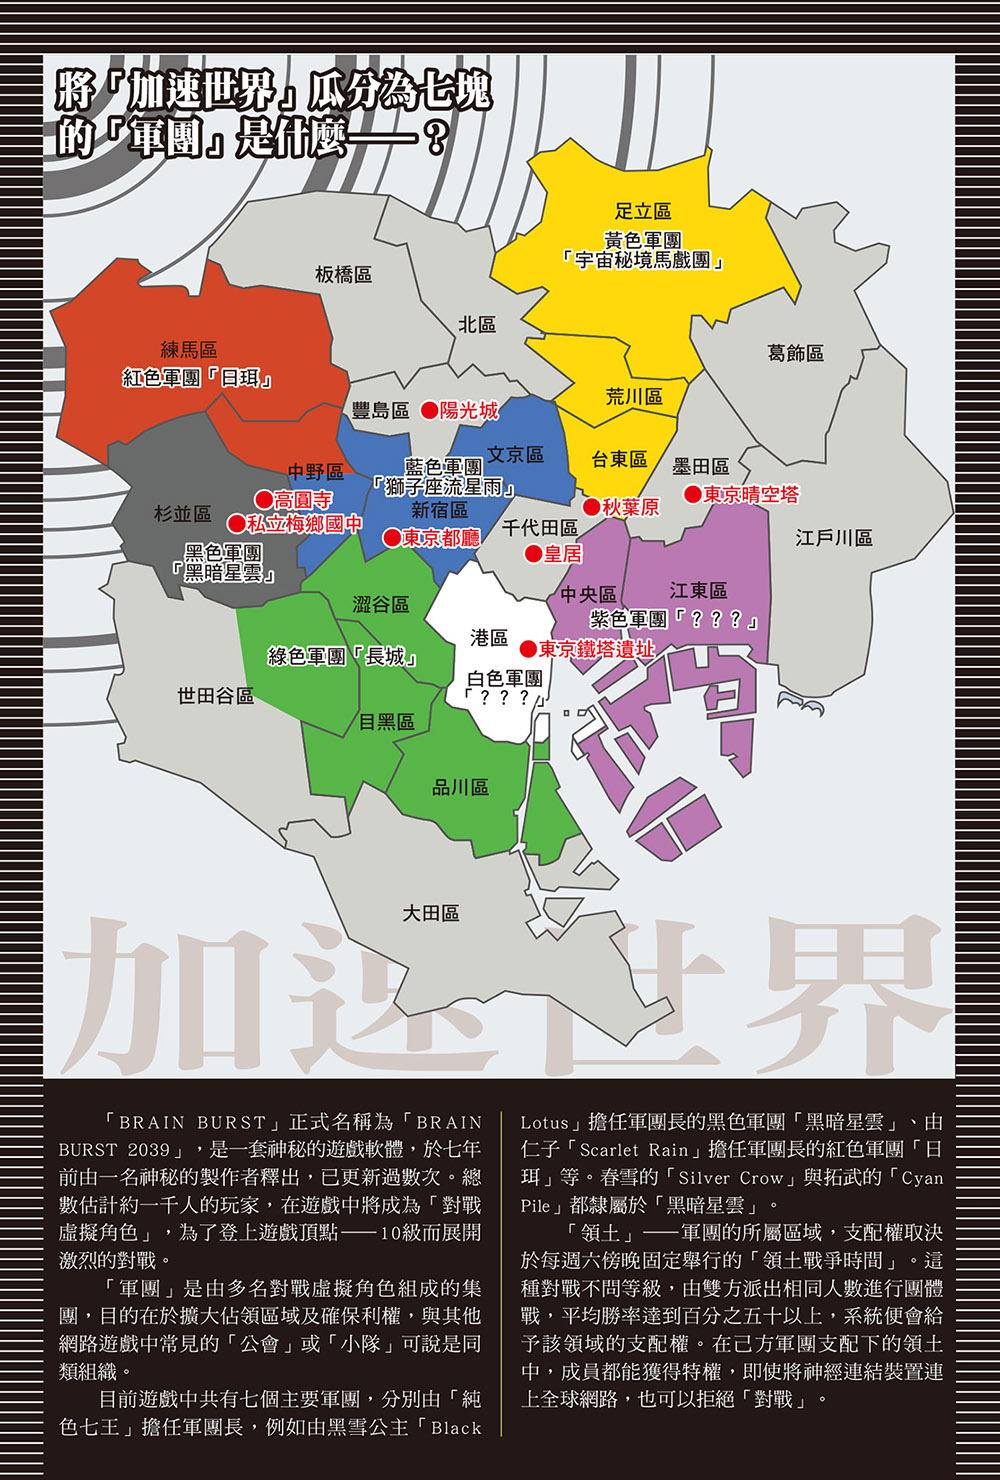 將「加速世界」瓜分為七塊
的「軍團」是什麼——？
足立區
黃色軍團
「宇宙秘境馬戲團」
板橋區
北區
練馬區
紅色軍團「日珥」
葛飾區
荒川區
豐島區
陽光城
文京區
台東區
墨田區
中野區
藍色軍團
「獅子座流星雨」
新宿區
高圓寺
杉並區
私立梅鄉國中
東京都廳
秋葉原
東京晴空塔
千代田區
皇居
江戶川區
黑色軍團
「黑暗星雲」
澀谷區
中央區
江東區
紫色軍團「？？？」
港區
東京鐵塔遺址
綠色軍團「長城」
白色軍團
「？？？」
世田谷區
目黑區
品川區
大田區
加速世界
「BRAIN BURST」正式名稱為「BRAIN
BURST 2039」，是一套神秘的遊戲軟體，於七年
前由一名神秘的製作者釋出，已更新過數次。總
數估計約一千人的玩家，在遊戲中將成為「對戰
虛擬角色」，為了登上遊戲頂點——10級而展開
激烈的對戰。
「軍團」是由多名對戰虛擬角色組成的集
團，目的在於擴大佔領區域及確保利權，與其他
網路遊戲中常見的「公會」或「小隊」可說是同
類組織。
目前遊戲中共有七個主要軍團，分別由「純
色七王」擔任軍團長，例如由黑雪公主「Black
Lotus」擔任軍團長的黑色軍團「黑暗星雲」、由
仁子「Scarlet Rain」擔任軍團長的紅色軍團「日
珥」等。春雪的「Silver Crow」與拓武的「Cyan
Pile」都隸屬於「黑暗星雲」。
「領土」——軍團的所屬區域，支配權取決
於每週六傍晚固定舉行的「領土戰爭時間」。這
種對戰不問等級，由雙方派出相同人數進行團體
戰，平均勝率達到百分之五十以上，系統便會給
予該領域的支配權。在己方軍團支配下的領土
中，成員都能獲得特權，即使將神經連結裝置連
上全球網路，也可以拒絕「對戰」。